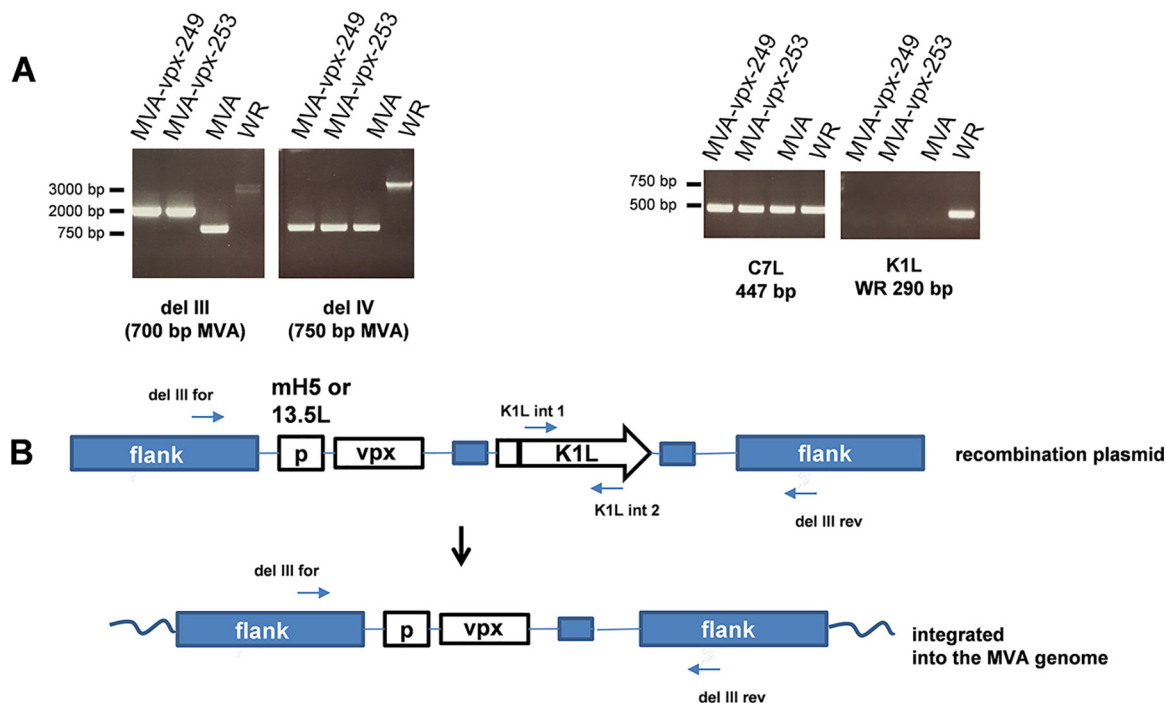 A
MVA-vpx-249
MVA-vpx-253
MVA
WR
MVA-vpx-249
MVA-vpx-253
MVA
WR
MVA-vpx-249
MVA-vpx-253
MVA
WR
MVA-vpx-249
MVA-vpx-253
MVA
WR
3000 bp
2000 bp
750 bp
750 bp
500 bp
del III
(700 bp MVA)
del IV
(750 bp MVA)
C7L
447 bp
K1L
WR 290 bp
B
del III for
mH5 or
13.5L
K1L int 1
flank
p
vpx
K1L
flank
recombination plasmid
K1L int 2
del III rev
del III for
flank
p
vpx
flank
integrated
into the MVA genome
del III rev